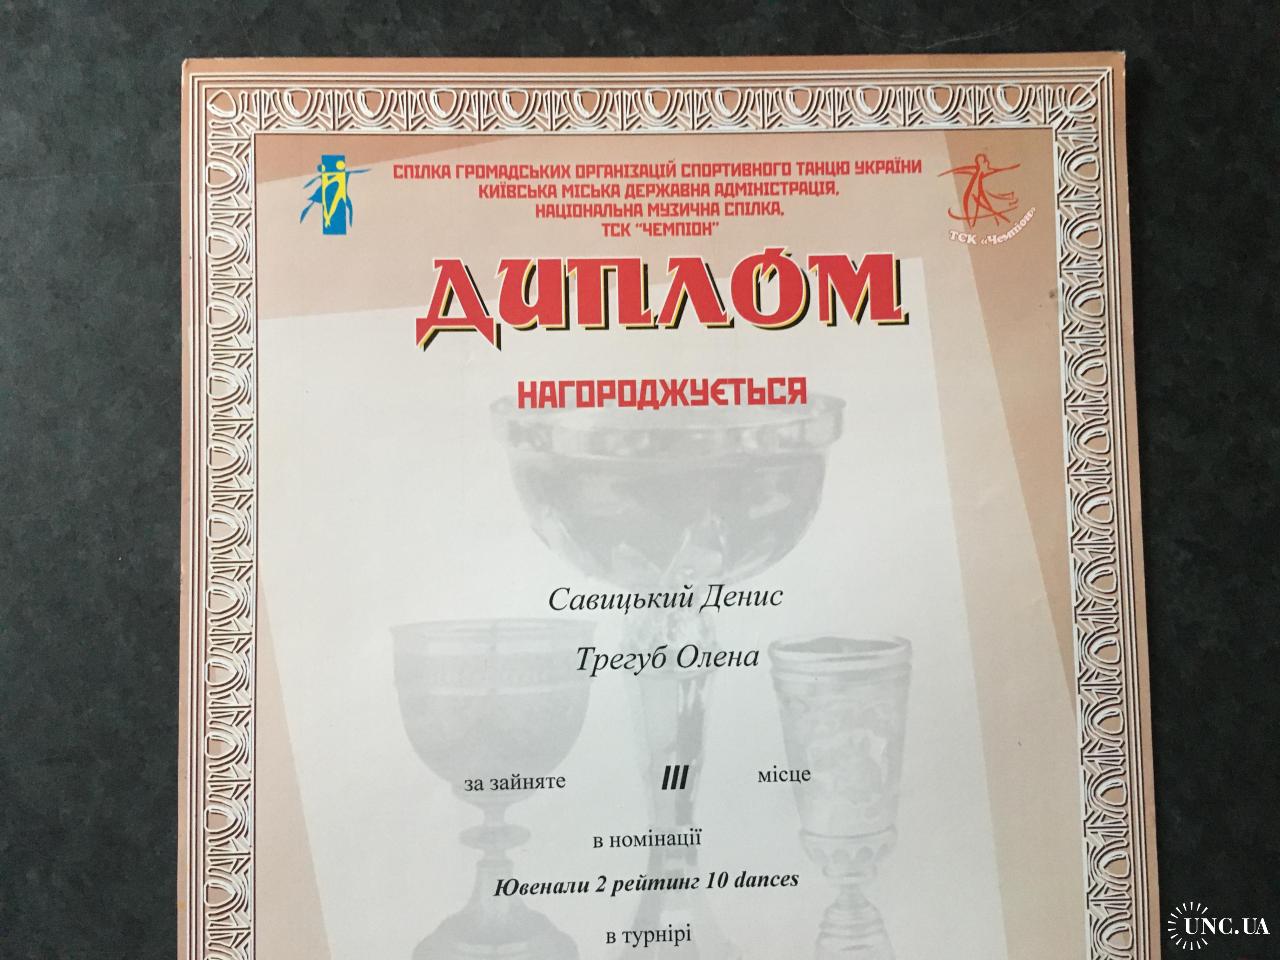 СПІЛКА ГРОМАДСЬКИХ ОРГАНІЗАЦІЙ СПОРТИВНОГО ТАНЦЮ УКРАЇНИ
КИЇВСЬКА МІСЬКА ДЕРЖАВНА АДМІНІСТРАЦІЯ,
НАЦІОНАЛЬНА МУЗИЧНА СПІЛКА,
ТСК "ЧЕМПІОН"
ТСК «Чемпіон»
ДИПЛОМ
НАГОРОДЖУЄТЬСЯ
Савицький Денис
Трегуб Олена
за зайняте III місце
в номінації
Ювенали 2 рейтинг 10 dances
в турнірі
UNC.UA